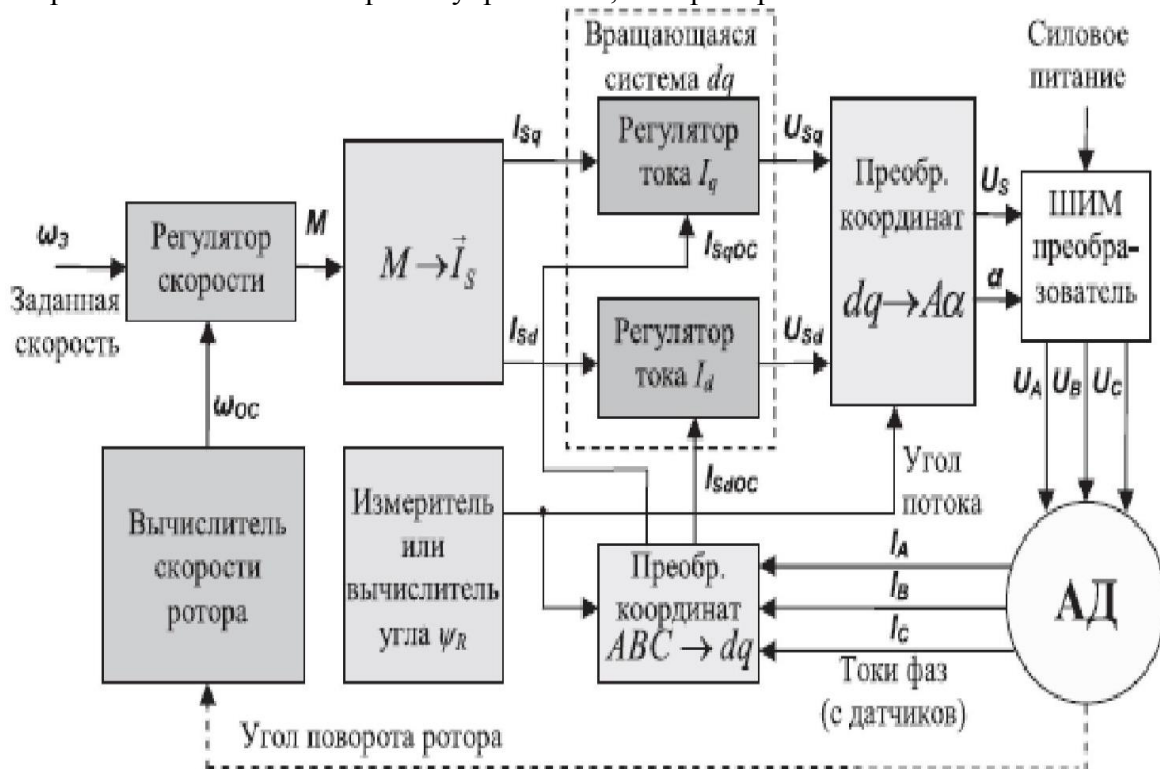 Вращающаяся
система dq
Силовое
питание
I_Sq
Регулятор
тока I_q
U_Sq
Преобр.
координат
dq→Aα
U_S
α
ШИМ
преобра-
зователь
ω_З
Заданная
скорость
Регулятор
скорости
M
M→I⃗_S
I_SqOC
I_Sd
Регулятор
тока I_d
U_Sd
U_A U_B U_C
ω_OC
I_SdOC
Угол
потока
Вычислитель
скорости
ротора
Измеритель
или
вычислитель
угла ψ_R
Преобр.
координат
ABC→dq
I_A
I_B
I_C
АД
Токи фаз
(с датчиков)
Угол поворота ротора